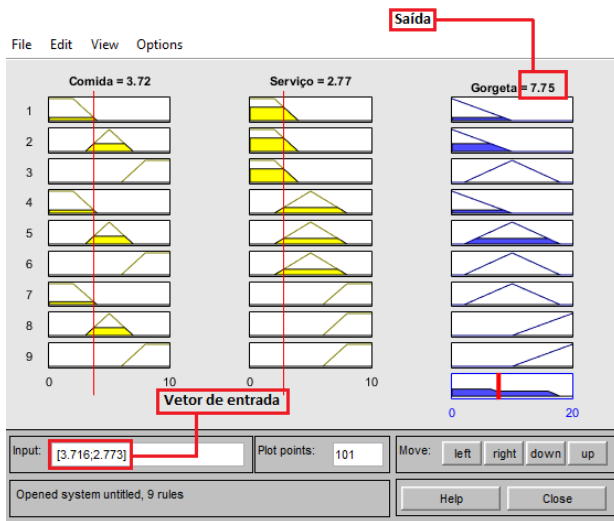 Saída
File Edit View Options
Comida = 3.72 Serviço = 2.77 Gorgeta = 7.75
1
2
3
4
5
6
7
8
9
0 10 0 10
0 20
Vetor de entrada
Input: [3.716;2.773] Plot points: 101 Move: left right down up
Opened system untitled, 9 rules Help Close